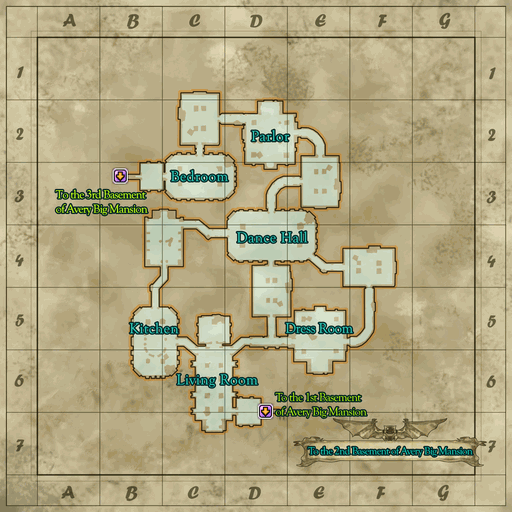 A B C D E F G
1 1
2 2
Parlor
Bedroom
3 3
To the 3rd Basement
of Avery Big Mansion
Dance Hall
4 4
5 5
Kitchen
Dress Room
6 6
Living Room
To the 1st Basement
of Avery Big Mansion
7 7
To the 2nd Basement of Avery Big Mansion
A B C D E F G